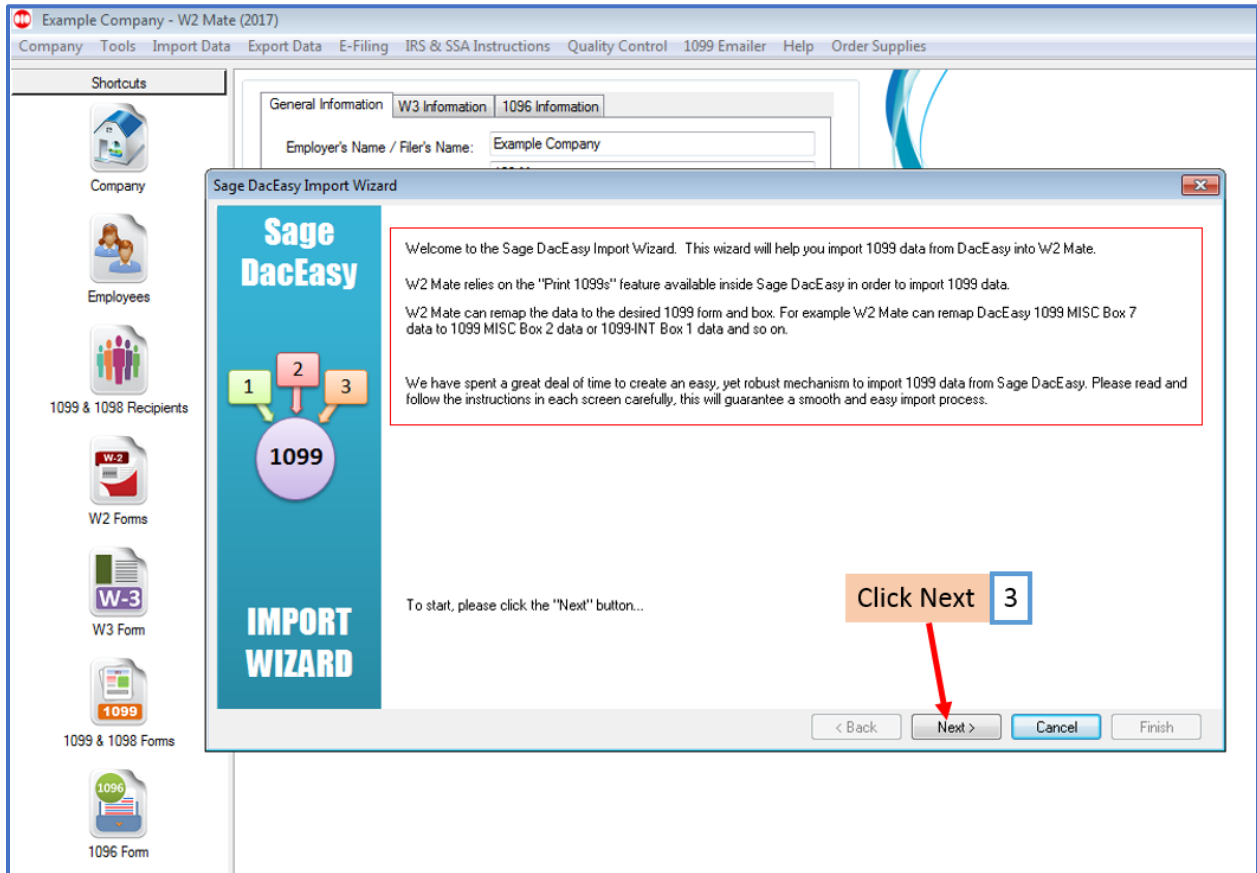 Example Company - W2 Mate (2017)
Company Tools Import Data Export Data E-Filing IRS & SSA Instructions Quality Control 1099 Emailer Help Order Supplies
Shortcuts
Company
Employees
1099 & 1098 Recipients
W-2
W2 Forms
W-3
W3 Form
1099
1099 & 1098 Forms
1096
1096 Form
General Information W3 Information 1096 Information
Employer's Name / Filer's Name: Example Company
Sage DacEasy Import Wizard
Sage
DacEasy
1 2 3
1099
IMPORT
WIZARD
Welcome to the Sage DacEasy Import Wizard. This wizard will help you import 1099 data from DacEasy into W2 Mate.
W2 Mate relies on the "Print 1099s" feature available inside Sage DacEasy in order to import 1099 data.
W2 Mate can remap the data to the desired 1099 form and box. For example W2 Mate can remap DacEasy 1099 MISC Box 7
data to 1099 MISC Box 2 data or 1099-INT Box 1 data and so on.
We have spent a great deal of time to create an easy, yet robust mechanism to import 1099 data from Sage DacEasy. Please read and
follow the instructions in each screen carefully, this will guarantee a smooth and easy import process.
To start, please click the "Next" button...
Click Next 3
< Back Next > Cancel Finish